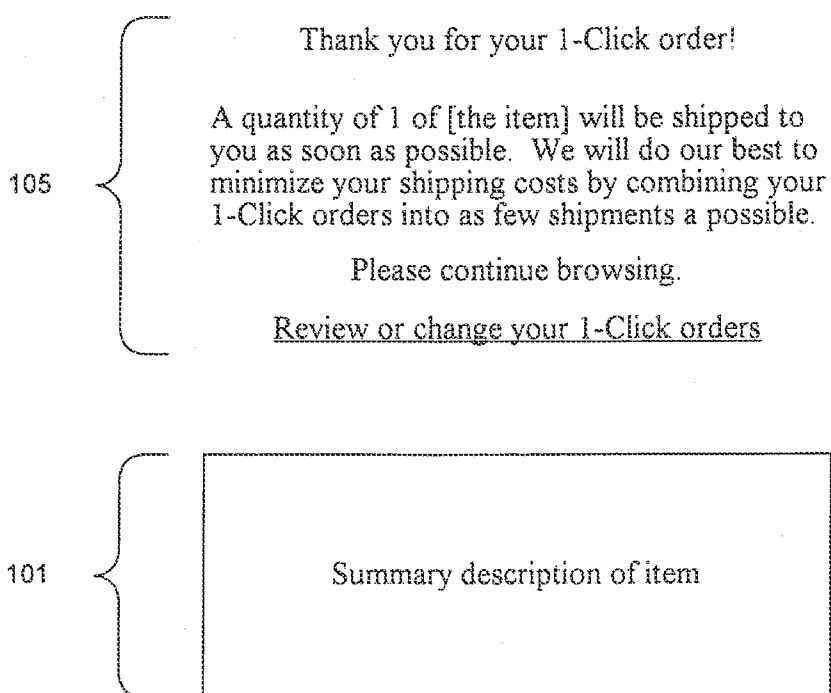 Thank you for your 1-Click order!
A quantity of 1 of [the item] will be shipped to
you as soon as possible. We will do our best to
105
minimize your shipping costs by combining your
1-Click orders into as few shipments a possible.
Please continue browsing.
Review or change your 1-Click orders
101
Summary description of item